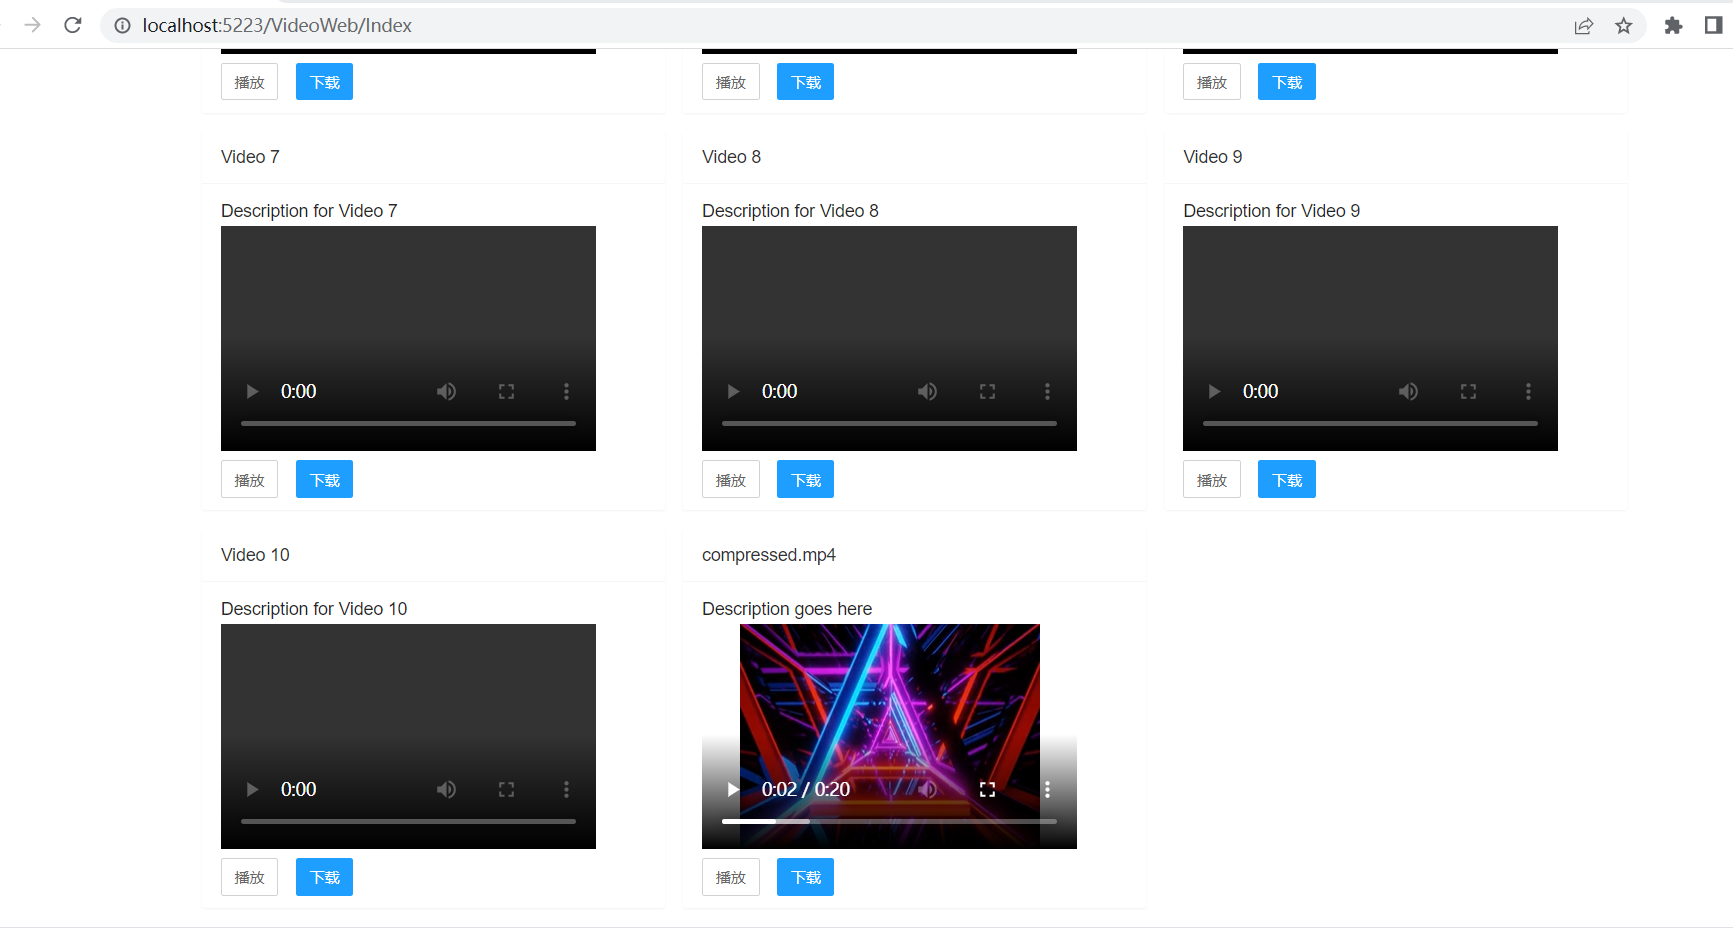 localhost:5223/VideoWeb/Index
播放 下载 播放 下载 播放 下载
Video 7 Video 8 Video 9
Description for Video 7 Description for Video 8 Description for Video 9
0:00 0:00 0:00
播放 下载 播放 下载 播放 下载
Video 10 compressed.mp4
Description for Video 10 Description goes here
0:00 0:02 / 0:20
播放 下载 播放 下载